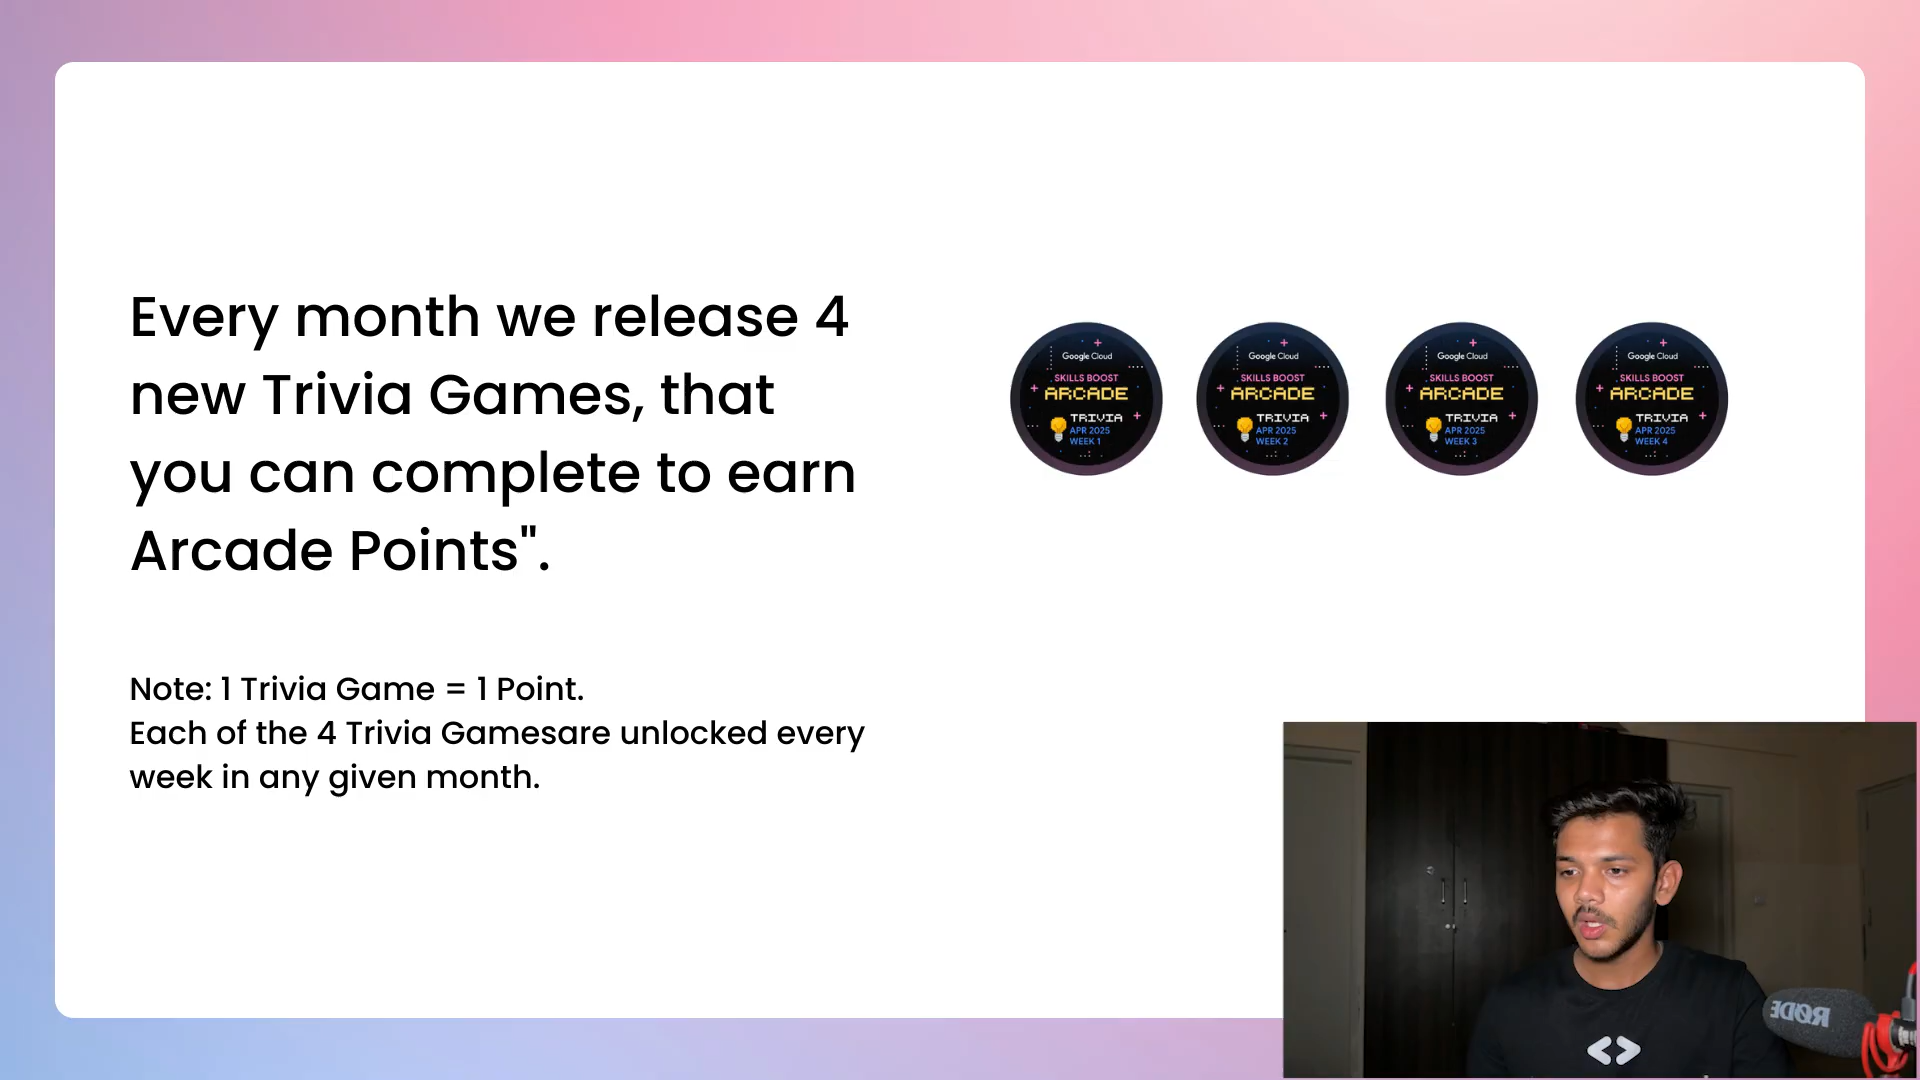 Every month we release 4
new Trivia Games, that
you can complete to earn
Arcade Points".
Note: 1 Trivia Game = 1 Point.
Each of the 4 Trivia Gamesare unlocked every
week in any given month.
Google Cloud
SKILLS BOOST
ARCADE
TRIVIA
APR 2025
WEEK 1
Google Cloud
SKILLS BOOST
ARCADE
TRIVIA
APR 2025
WEEK 2
Google Cloud
SKILLS BOOST
ARCADE
TRIVIA
APR 2025
WEEK 3
Google Cloud
SKILLS BOOST
ARCADE
TRIVIA
APR 2025
WEEK 4
RØDE
<>